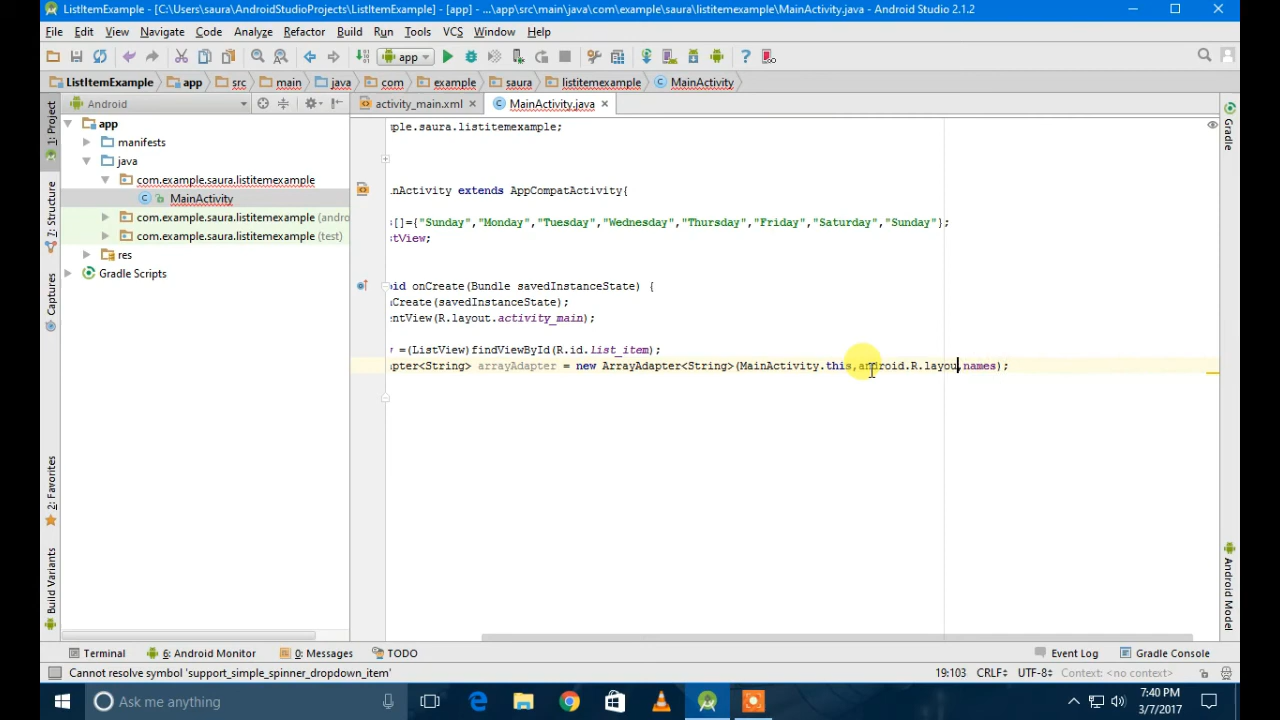 ListItemExample - [C:\Users\saura\AndroidStudioProjects\ListItemExample] - [app] - ...\app\src\main\java\com\example\saura\listitemexample\MainActivity.java - Android Studio 2.1.2
File Edit View Navigate Code Analyze Refactor Build Run Tools VCS Window Help
app
ListItemExample app src main java com example saura listitemexample MainActivity
Android
activity_main.xml MainActivity.java
1: Project
7: Structure
Captures
2: Favorites
Build Variants
app
manifests
java
com.example.saura.listitemexample
MainActivity
com.example.saura.listitemexample (andro
com.example.saura.listitemexample (test)
res
Gradle Scripts
ple.saura.listitemexample;
nActivity extends AppCompatActivity{
[]={"Sunday","Monday","Tuesday","Wednesday","Thursday","Friday","Saturday","Sunday"};
tView;
id onCreate(Bundle savedInstanceState) {
Create(savedInstanceState);
ntView(R.layout.activity_main);
=(ListView)findViewById(R.id.list_item);
pter<String> arrayAdapter = new ArrayAdapter<String>(MainActivity.this,android.R.layou,names);
Gradle
Android Model
Terminal 6: Android Monitor 0: Messages TODO Event Log Gradle Console
Cannot resolve symbol 'support_simple_spinner_dropdown_item' 19:103 CRLF÷ UTF-8÷ Context: <no context>
Ask me anything
7:40 PM
3/7/2017